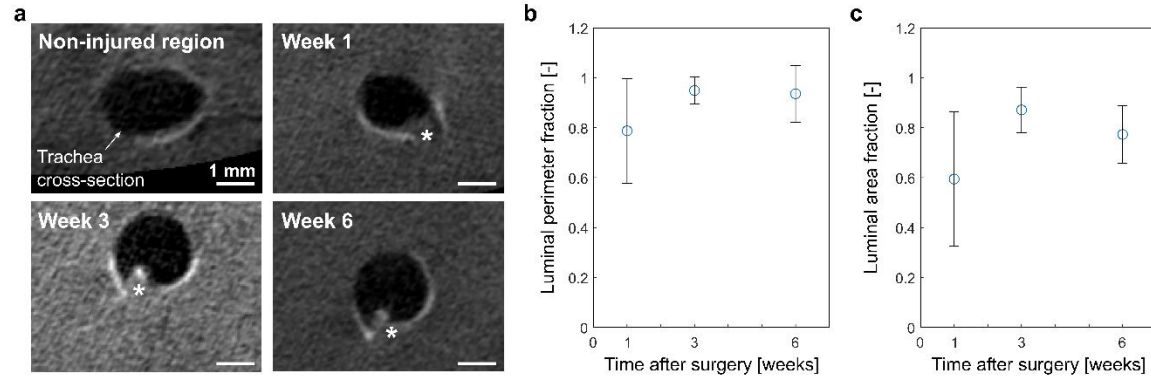 a
Non-injured region
Trachea
cross-section
1 mm
Week 1
*
Week 3
*
Week 6
*
b
Luminal perimeter fraction [-]
1.2
1
0.8
0.6
0.4
0.2
0
0
1
3
6
Time after surgery [weeks]
c
Luminal area fraction [-]
1.2
1
0.8
0.6
0.4
0.2
0
0
1
3
6
Time after surgery [weeks]